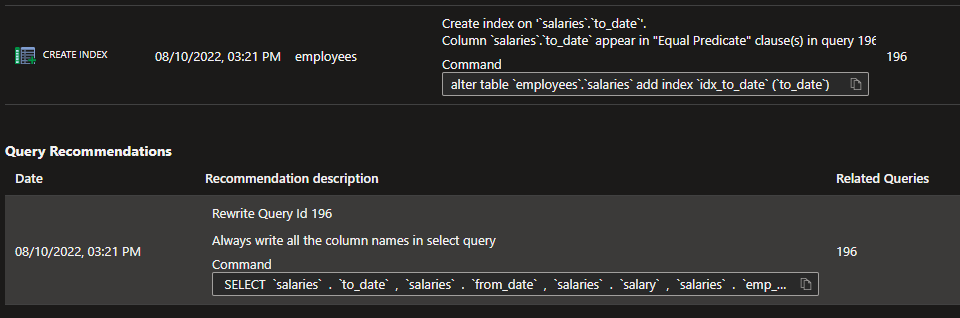 Create index on '`salaries`.`to_date`'.
CREATE INDEX 08/10/2022, 03:21 PM employees Column `salaries`.`to_date` appear in "Equal Predicate" clause(s) in query 196 196
Command
alter table `employees`.`salaries` add index `idx_to_date` (`to_date`)
Query Recommendations
Date Recommendation description Related Queries
Rewrite Query Id 196
08/10/2022, 03:21 PM Always write all the column names in select query 196
Command
SELECT `salaries` . `to_date` , `salaries` . `from_date` , `salaries` . `salary` , `salaries` . `emp_...